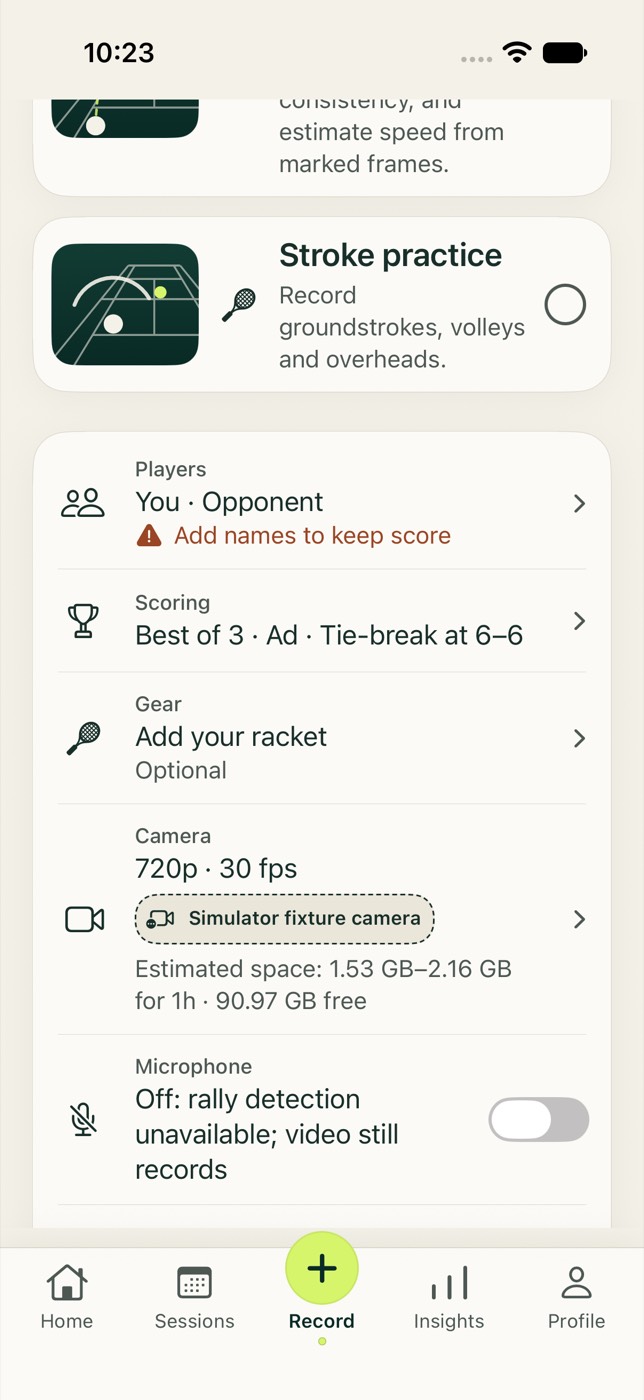 10:23
consistency, and
estimate speed from
marked frames.
Stroke practice
Record
groundstrokes, volleys
and overheads.
Players
You · Opponent
Add names to keep score
Scoring
Best of 3 · Ad · Tie-break at 6–6
Gear
Add your racket
Optional
Camera
720p · 30 fps
Simulator fixture camera
Estimated space: 1.53 GB–2.16 GB
for 1h · 90.97 GB free
Microphone
Off: rally detection
unavailable; video still
records
Home
Sessions
Record
Insights
Profile